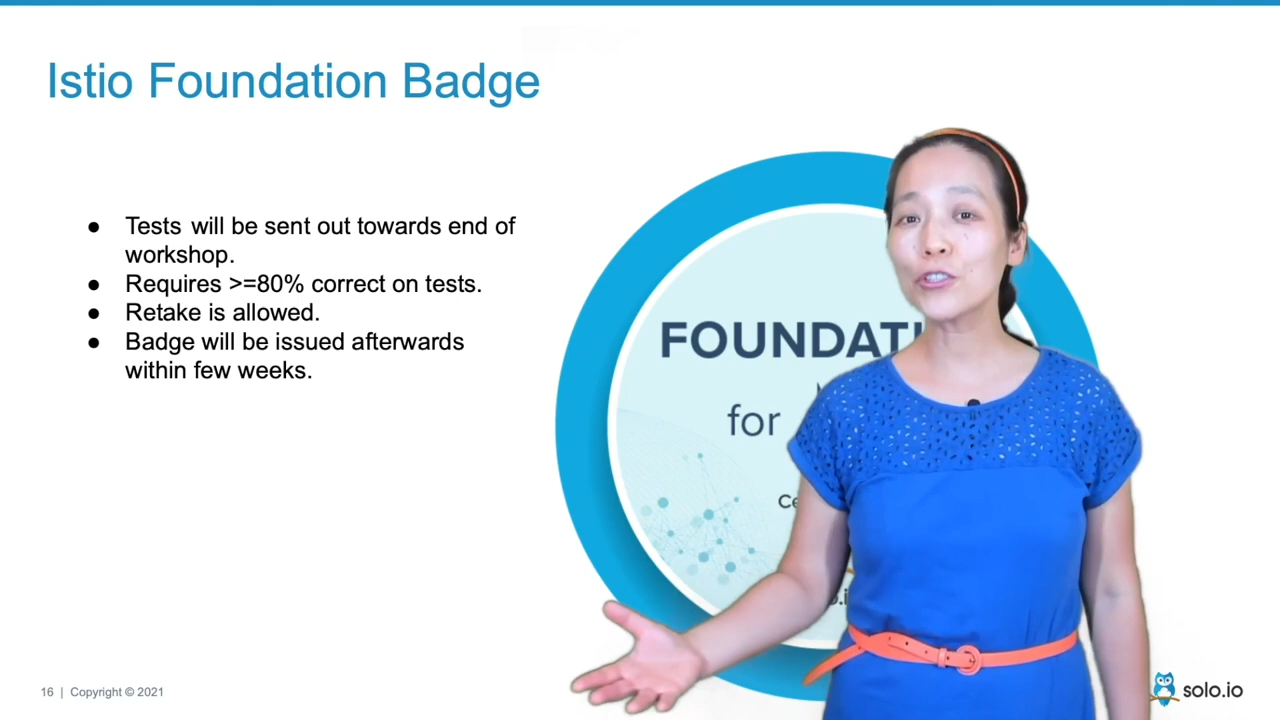 Istio Foundation Badge
● Tests will be sent out towards end of
workshop.
● Requires >=80% correct on tests.
● Retake is allowed.
● Badge will be issued afterwards
within few weeks.
for
16 | Copyright © 2021
solo.io